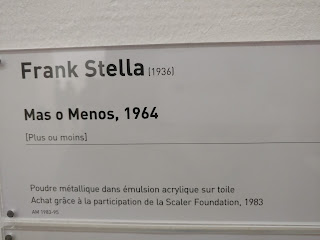 Frank Stella (1936)
Mas o Menos, 1964
[Plus ou moins]
Poudre métallique dans émulsion acrylique sur toile
Achat grâce à la participation de la Scaler Foundation, 1983
AM 1983-95